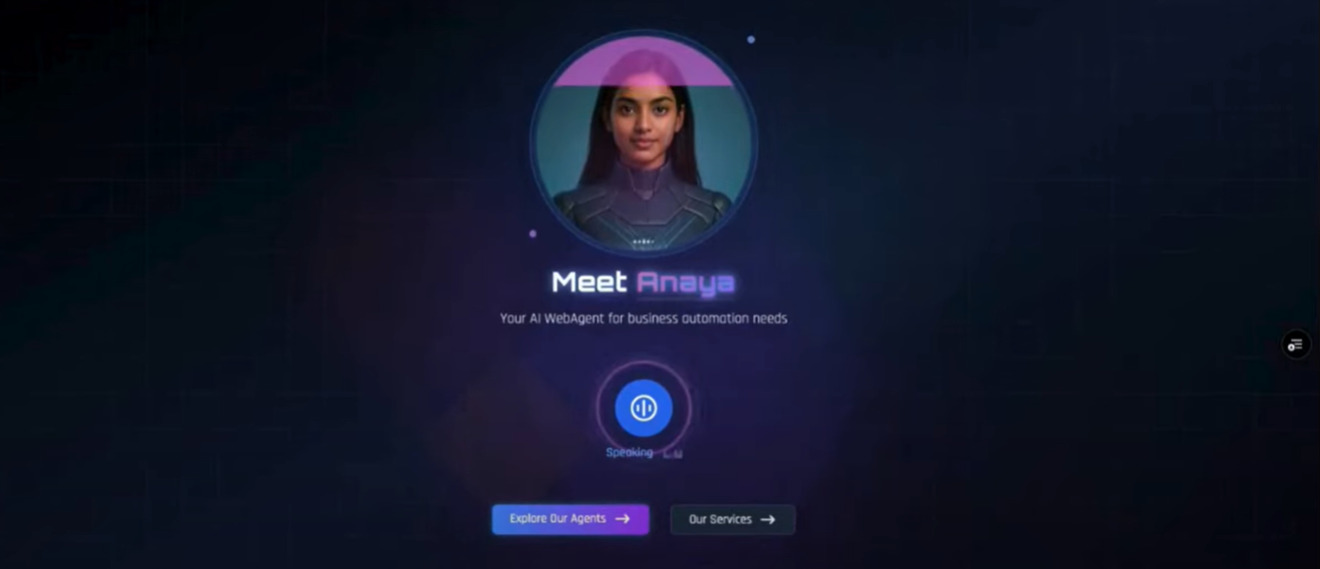 Meet Anaya
Your AI WebAgent for business automation needs
Speaking
Explore Our Agents →
Our Services →